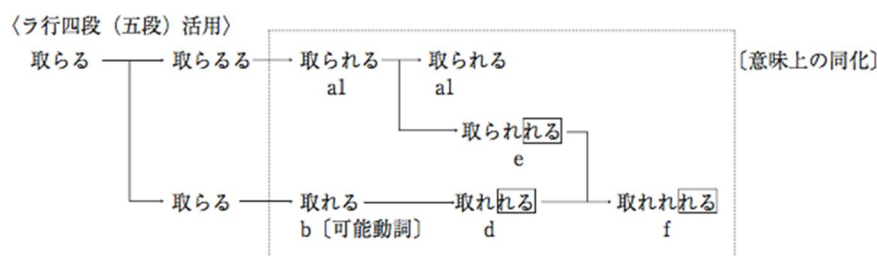 〈ラ行四段（五段）活用〉
取らる 取らるる 取られる 取られる 〔意味上の同化〕
a1 a1
取られれる
e
取らる 取れる 取れれる 取れれれる
b〔可能動詞〕 d f